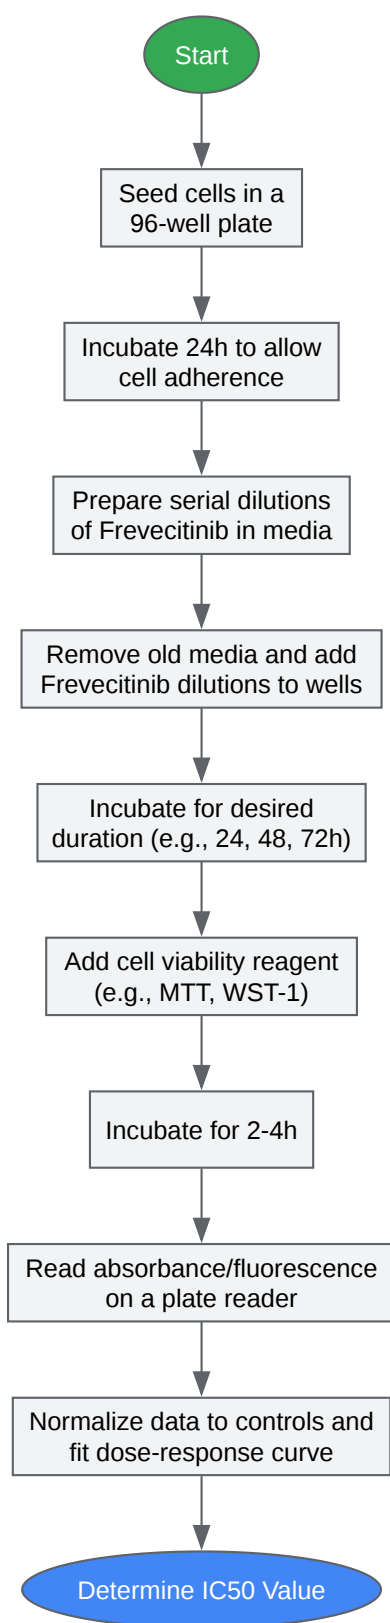 Start
Seed cells in a
96-well plate
Incubate 24h to allow
cell adherence
Prepare serial dilutions
of Frevecitinib in media
Remove old media and add
Frevecitinib dilutions to wells
Incubate for desired
duration (e.g., 24, 48, 72h)
Add cell viability reagent
(e.g., MTT, WST-1)
Incubate for 2-4h
Read absorbance/fluorescence
on a plate reader
Normalize data to controls and
fit dose-response curve
Determine IC50 Value